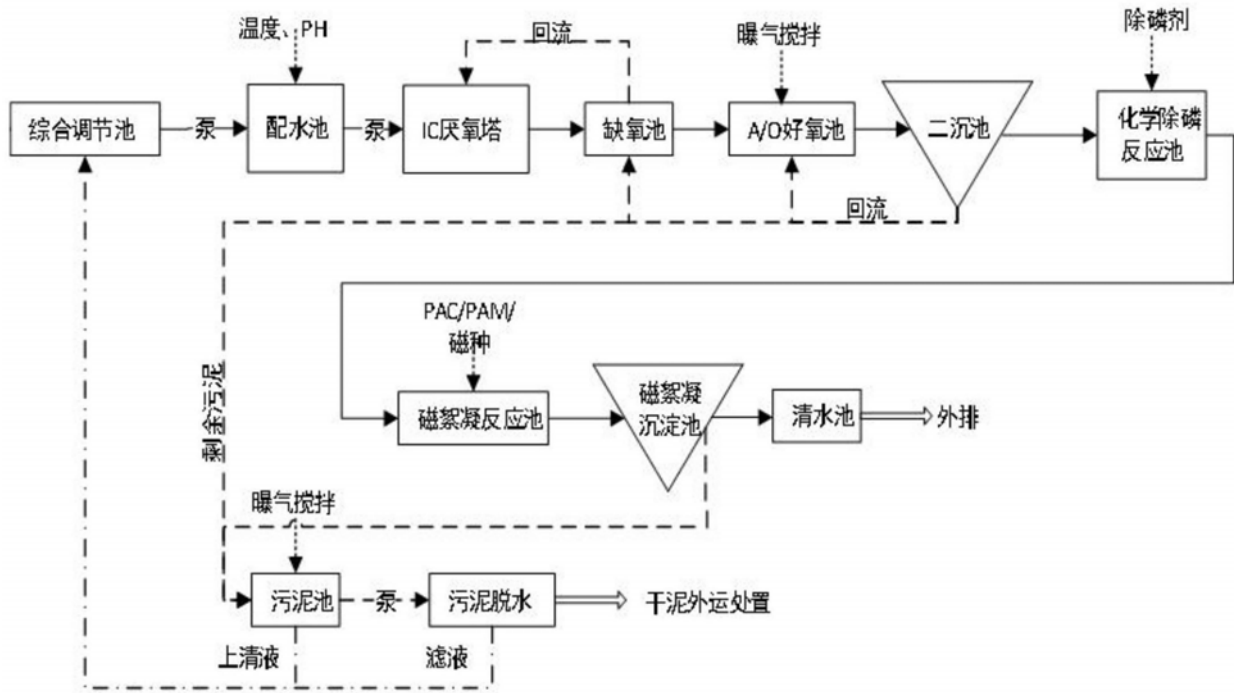 温度、PH
回流
曝气搅拌
除磷剂
综合调节池
泵
配水池
泵
IC厌氧塔
缺氧池
A/O好氧池
二沉池
化学除磷
反应池
回流
PAC/PAM/
磁种
剩余污泥
磁絮凝反应池
磁絮凝
沉淀池
清水池
外排
曝气搅拌
污泥池
泵
污泥脱水
干泥外运处置
上清液
滤液